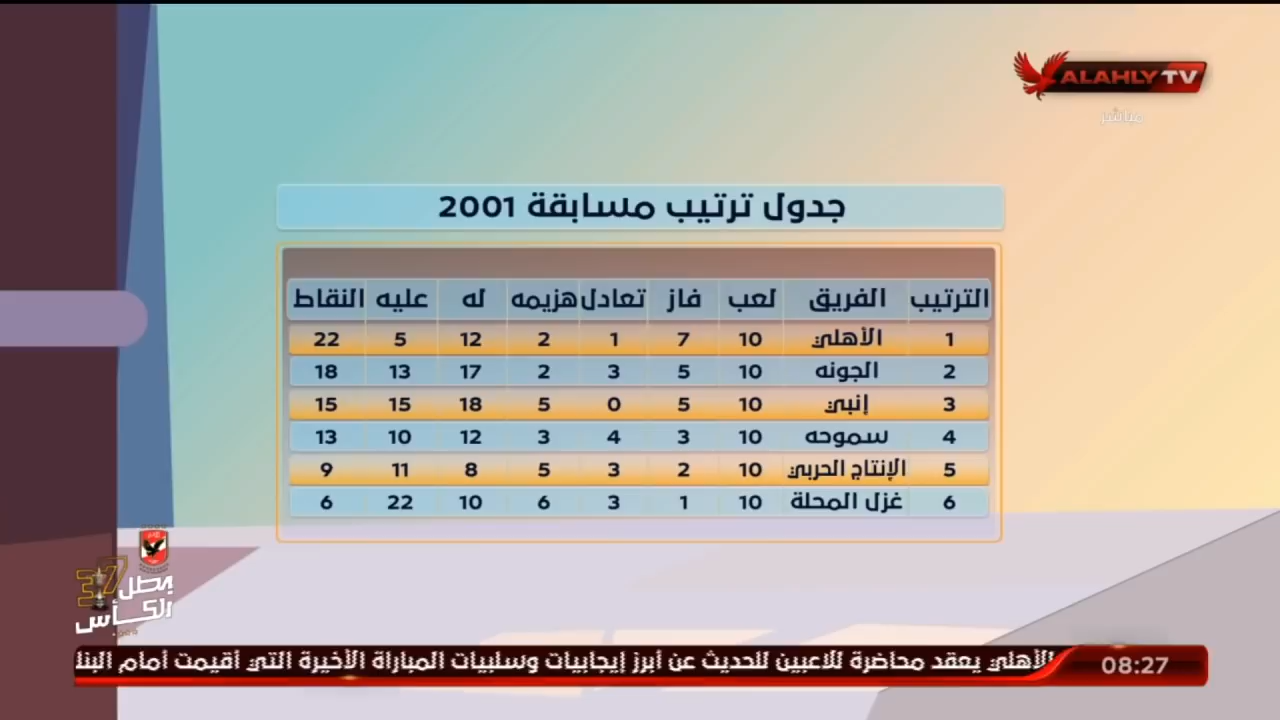 ALAHLY TV
مباشر
جدول ترتيب مسابقة 2001
الترتيب الفريق لعب فاز تعادل هزيمه له عليه النقاط
1 الأهلي 10 7 1 2 12 5 22
2 الجونه 10 5 3 2 17 13 18
3 إنبي 10 5 0 5 18 15 15
4 سموحه 10 3 4 3 12 10 13
5 الإنتاج الحربي 10 2 3 5 8 11 9
6 غزل المحلة 10 1 3 6 10 22 6
بطل 37
الكأس
08:27 الأهلي يعقد محاضرة للاعبين للحديث عن أبرز إيجابيات وسلبيات المباراة الأخيرة التي أقيمت أمام البنك